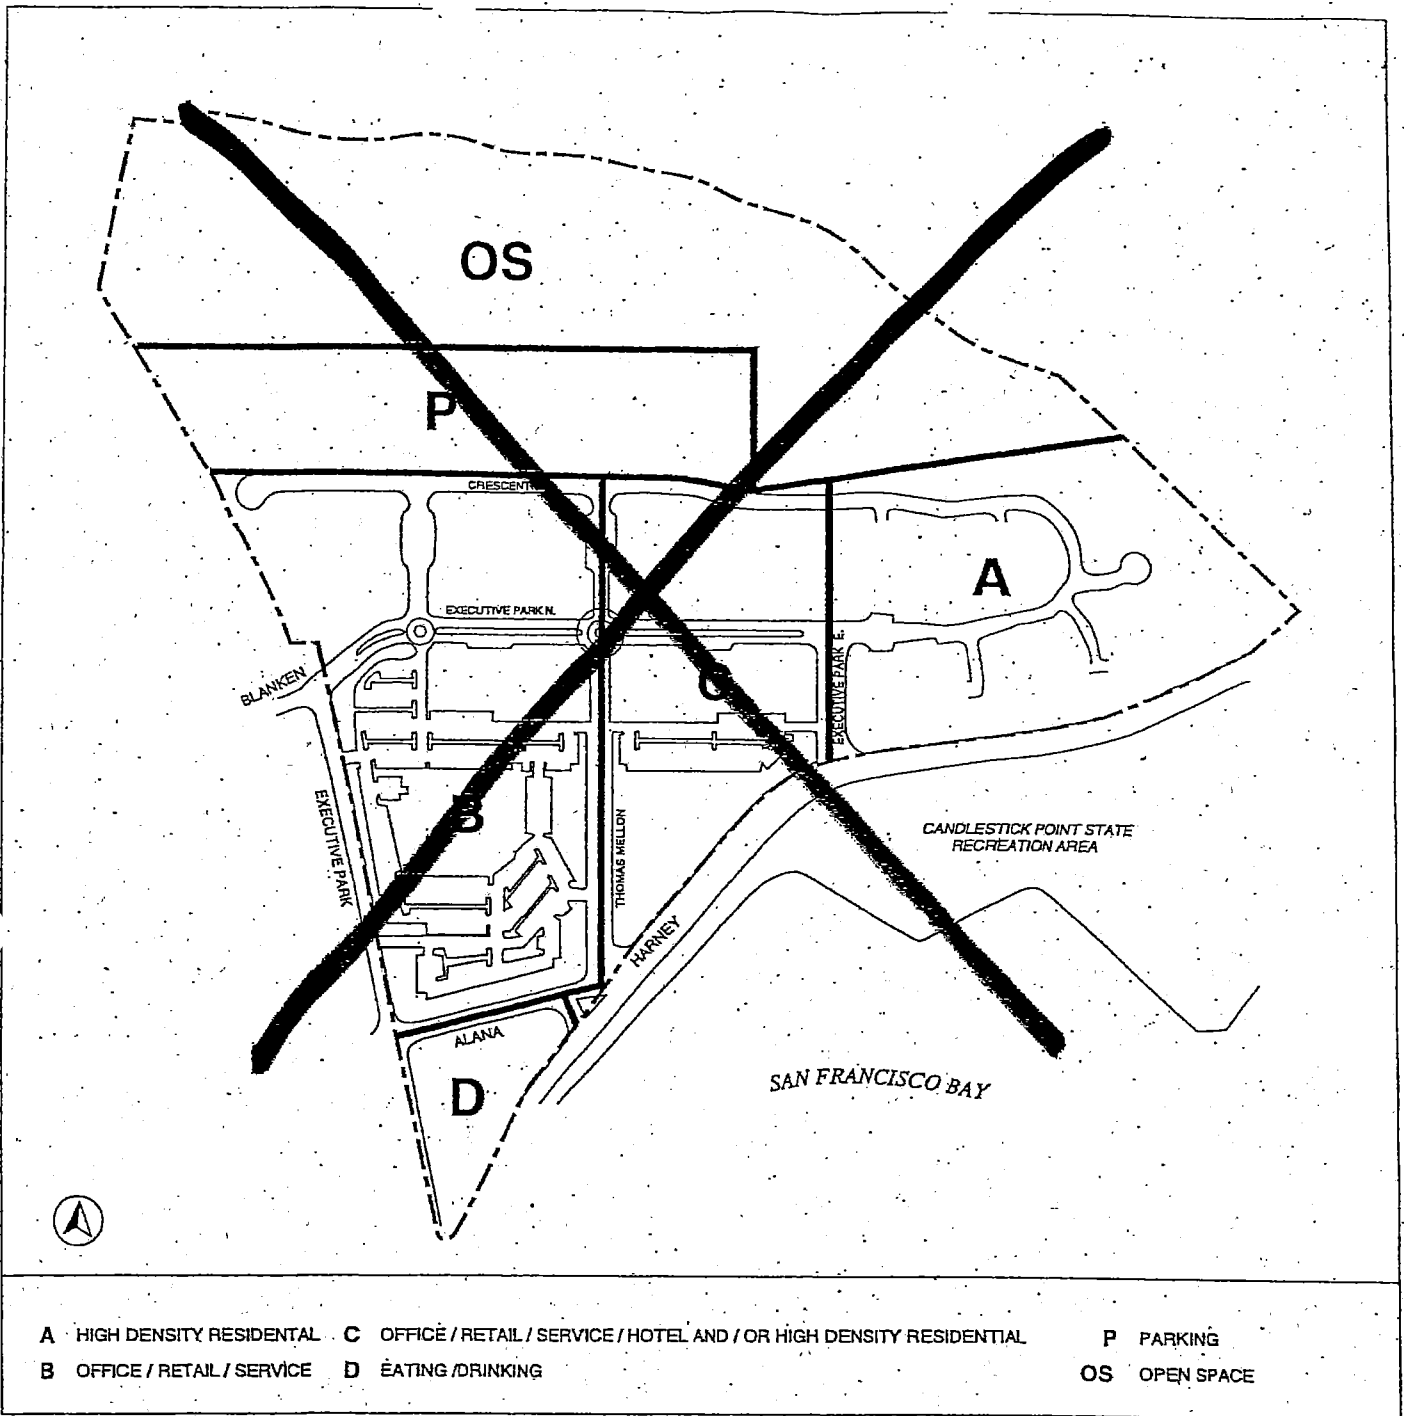 OS
P
CRESCENT
A
EXECUTIVE PARK N.
EXECUTIVE PARK E.
BLANKEN
C
B
EXECUTIVE PARK
THOMAS MELLON
CANDLESTICK POINT STATE
RECREATION AREA
HARNEY
ALANA
D
SAN FRANCISCO BAY
A HIGH DENSITY RESIDENTAL C OFFICE / RETAIL / SERVICE / HOTEL AND / OR HIGH DENSITY RESIDENTIAL P PARKING
B OFFICE / RETAIL / SERVICE D EATING /DRINKING OS OPEN SPACE